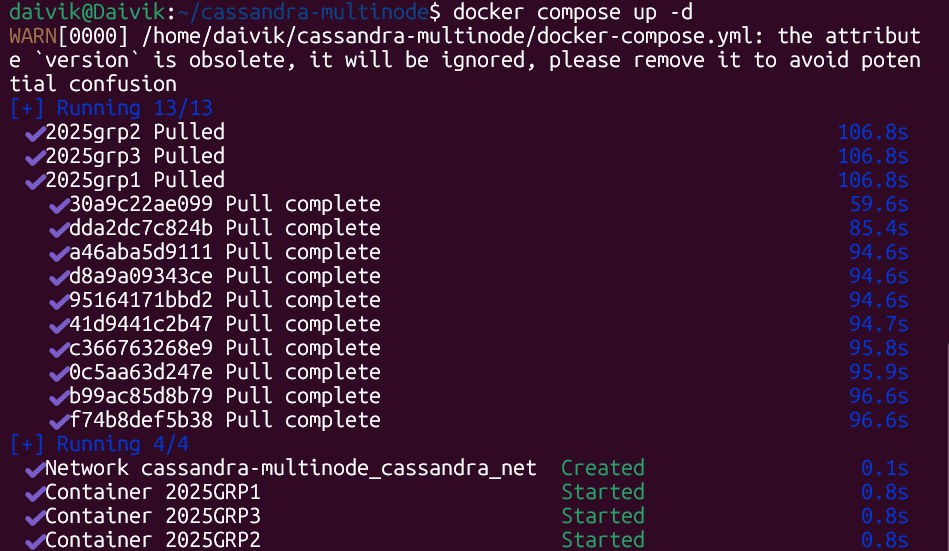 daivik@Daivik:~/cassandra-multinode$ docker compose up -d
WARN[0000] /home/daivik/cassandra-multinode/docker-compose.yml: the attribut
e `version` is obsolete, it will be ignored, please remove it to avoid poten
tial confusion
[+] Running 13/13
✔2025grp2 Pulled 106.8s
✔2025grp3 Pulled 106.8s
✔2025grp1 Pulled 106.8s
✔30a9c22ae099 Pull complete 59.6s
✔dda2dc7c824b Pull complete 85.4s
✔a46aba5d9111 Pull complete 94.6s
✔d8a9a09343ce Pull complete 94.6s
✔95164171bbd2 Pull complete 94.6s
✔41d9441c2b47 Pull complete 94.7s
✔c366763268e9 Pull complete 95.8s
✔0c5aa63d247e Pull complete 95.9s
✔b99ac85d8b79 Pull complete 96.6s
✔f74b8def5b38 Pull complete 96.6s
[+] Running 4/4
✔Network cassandra-multinode_cassandra_net Created 0.1s
✔Container 2025GRP1 Started 0.8s
✔Container 2025GRP3 Started 0.8s
✔Container 2025GRP2 Started 0.8s